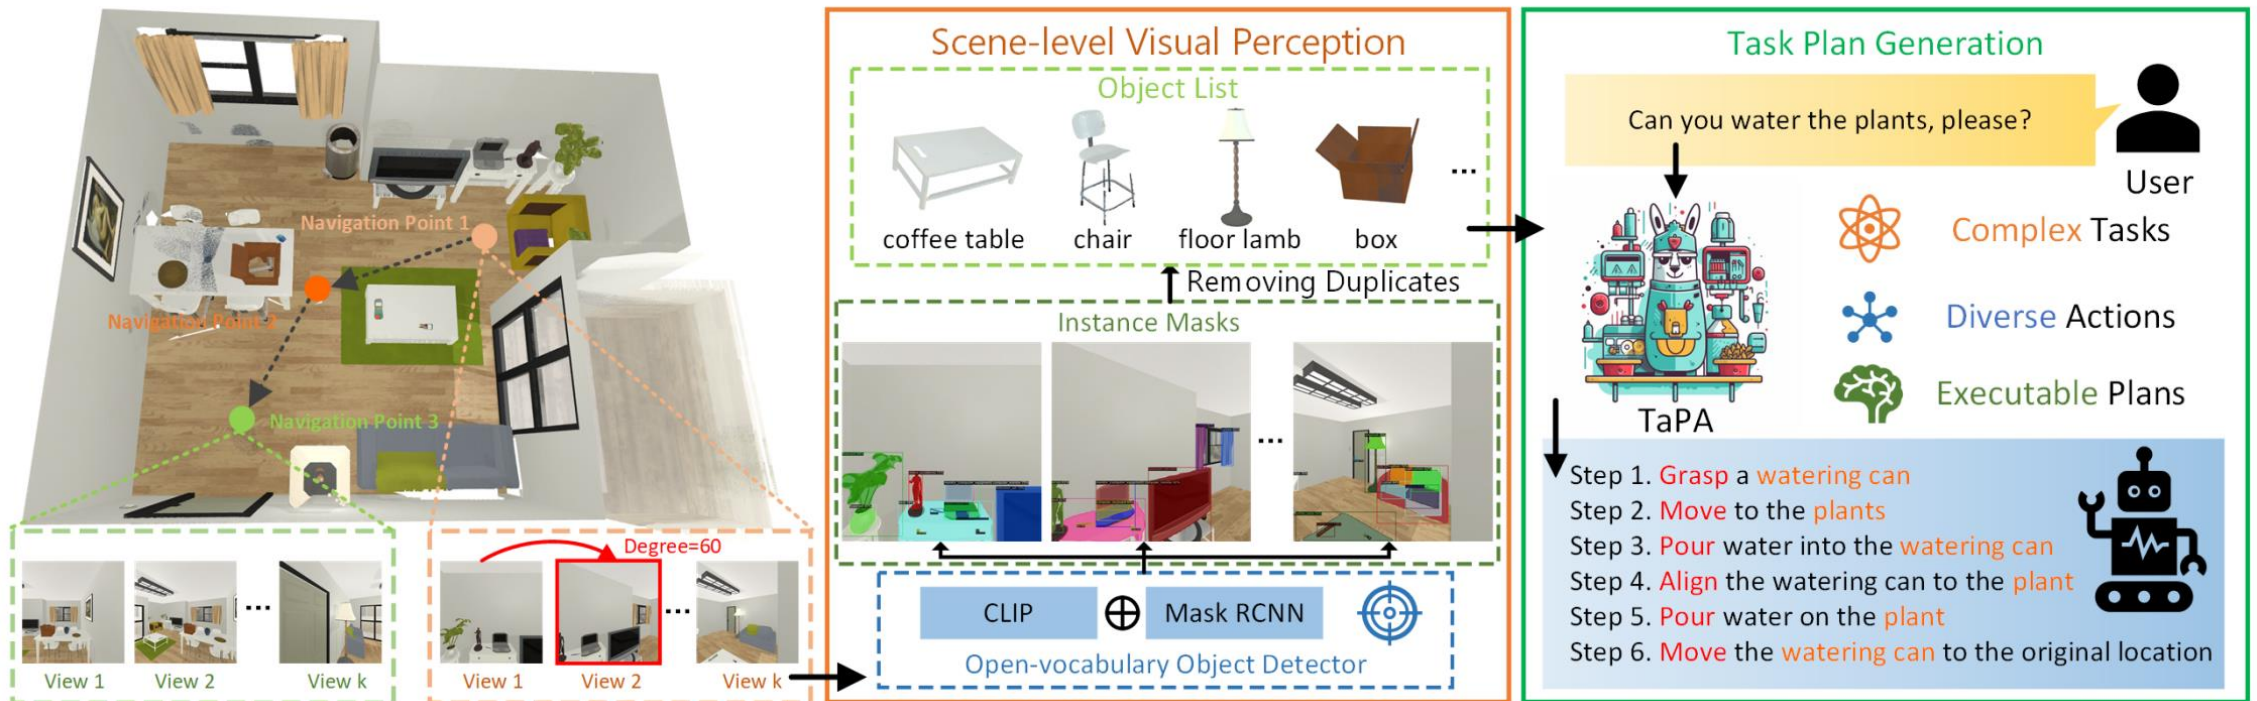 Navigation Point 1
Navigation Point 2
Navigation Point 3
View 1
View 2
...
View k
Degree=60
View 1
View 2
...
View k
Scene-level Visual Perception
Object List
coffee table
chair
floor lamb
box
...
Removing Duplicates
Instance Masks
...
CLIP
Mask RCNN
Open-vocabulary Object Detector
Task Plan Generation
Can you water the plants, please?
User
TaPA
Complex Tasks
Diverse Actions
Executable Plans
Step 1. Grasp a watering can
Step 2. Move to the plants
Step 3. Pour water into the watering can
Step 4. Align the watering can to the plant
Step 5. Pour water on the plant
Step 6. Move the watering can to the original location